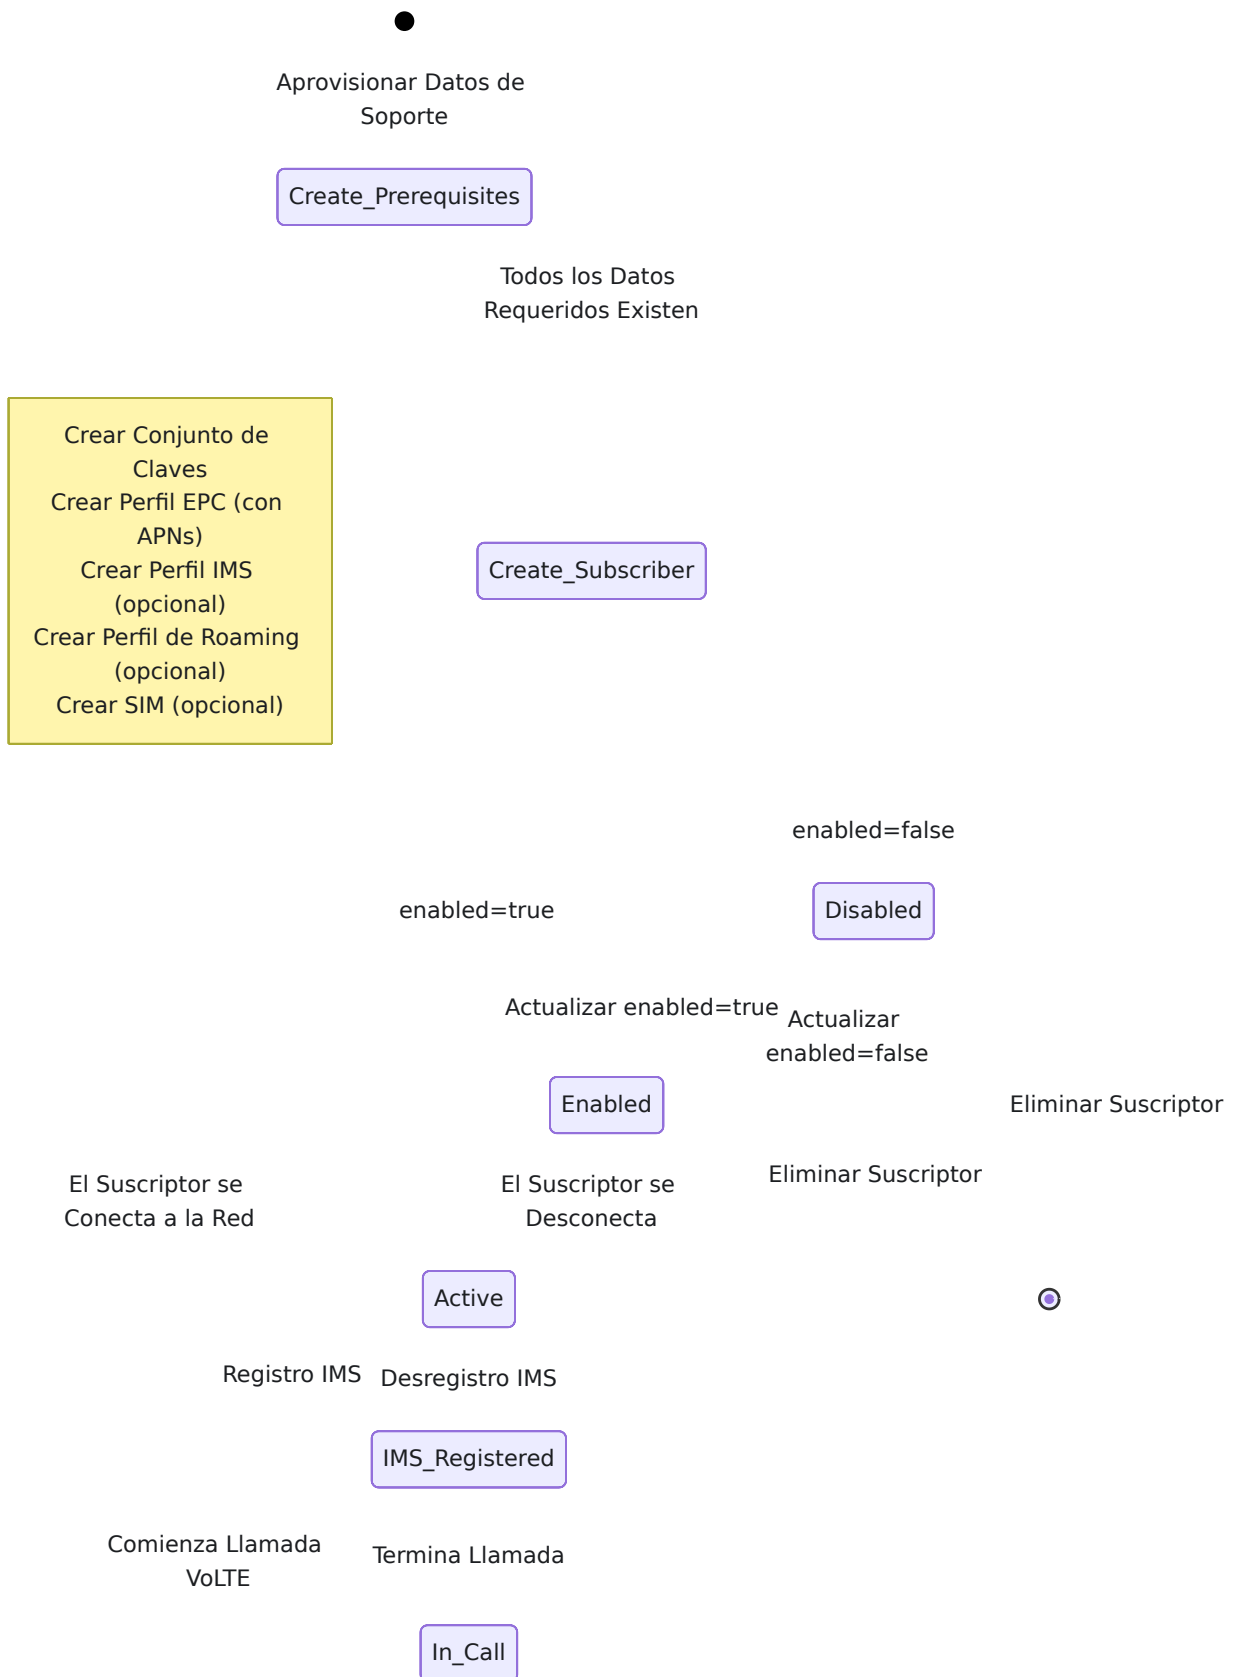 Aprovisionar Datos de
Soporte
Create_Prerequisites
Todos los Datos
Requeridos Existen
Crear Conjunto de
Claves
Crear Perfil EPC (con
APNs)
Crear Perfil IMS
(opcional)
Crear Perfil de Roaming
(opcional)
Crear SIM (opcional)
Create_Subscriber
enabled=false
enabled=true
Disabled
Actualizar enabled=true
Actualizar
enabled=false
Enabled
Eliminar Suscriptor
Eliminar Suscriptor
El Suscriptor se
Conecta a la Red
El Suscriptor se
Desconecta
Active
Registro IMS
Desregistro IMS
IMS_Registered
Comienza Llamada
VoLTE
Termina Llamada
In_Call